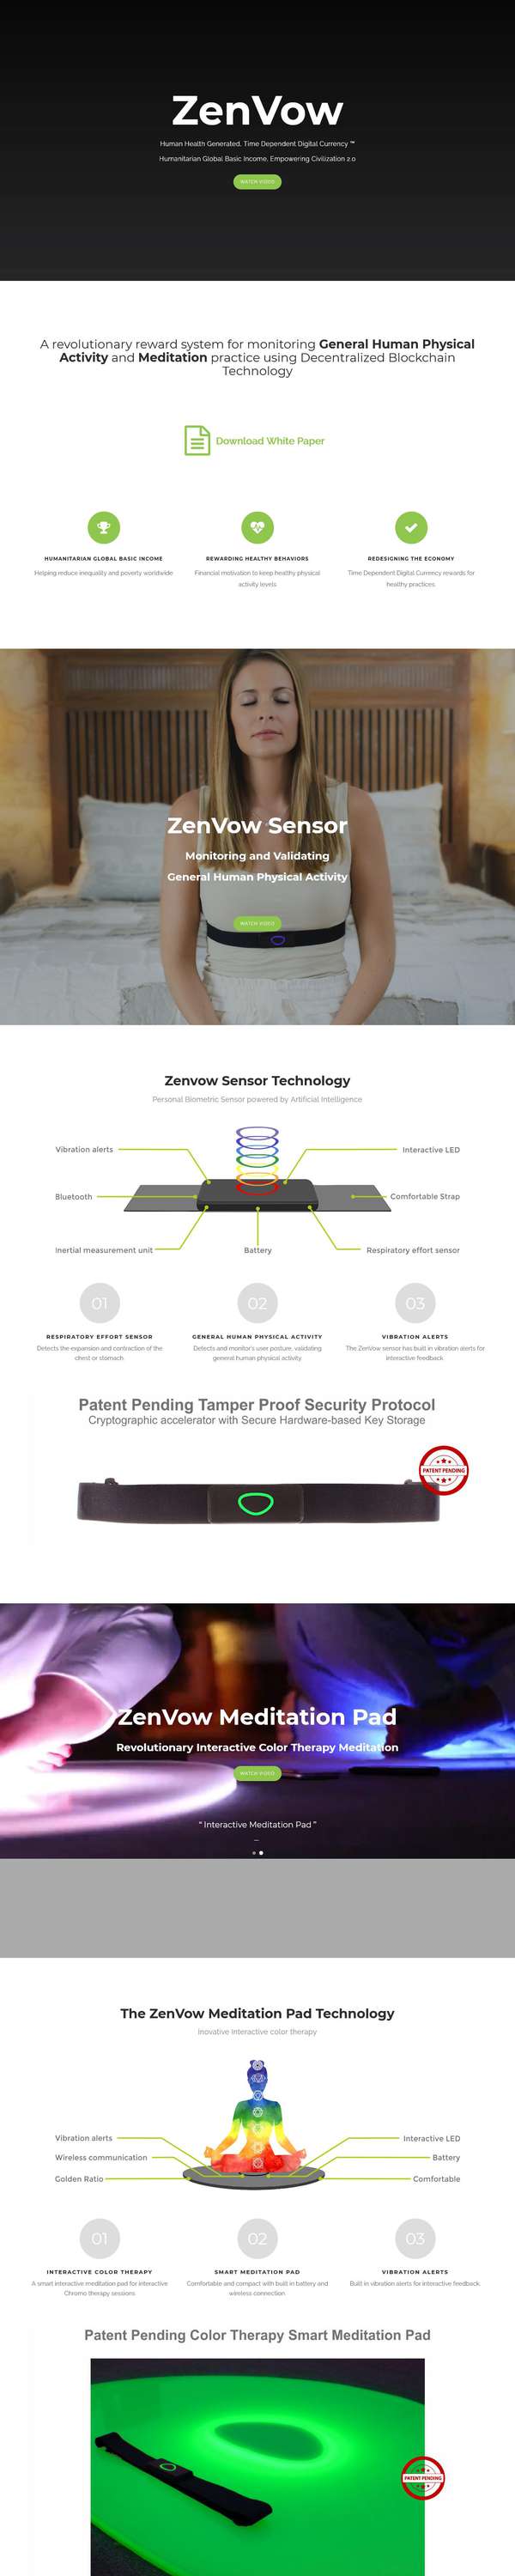 ZenVow
Human Health Generated, Time Dependent Digital Currency ™
Humanitarian Global Basic Income, Empowering Civilization 2.0
WATCH VIDEO
A revolutionary reward system for monitoring General Human Physical
Activity and Meditation practice using Decentralized Blockchain
Technology
Download White Paper
HUMANITARIAN GLOBAL BASIC INCOME
Helping reduce inequality and poverty worldwide
REWARDING HEALTHY BEHAVIORS
Financial motivation to keep healthy physical
activity levels
REDESIGNING THE ECONOMY
Time Dependent Digital Currency rewards for
healthy practices
ZenVow Sensor
Monitoring and Validating
General Human Physical Activity
WATCH VIDEO
Zenvow Sensor Technology
Personal Biometric Sensor powered by Artificial Intelligence
Vibration alerts
Interactive LED
Bluetooth
Comfortable Strap
Inertial measurement unit
Battery
Respiratory effort sensor
01
RESPIRATORY EFFORT SENSOR
Detects the expansion and contraction of the
chest or stomach
02
GENERAL HUMAN PHYSICAL ACTIVITY
Detects and monitor's user posture, validating
general human physical activity
03
VIBRATION ALERTS
The ZenVow sensor has built in vibration alerts for
interactive feedback
Patent Pending Tamper Proof Security Protocol
Cryptographic accelerator with Secure Hardware-based Key Storage
PATENT PENDING
ZenVow Meditation Pad
Revolutionary Interactive Color Therapy Meditation
WATCH VIDEO
“ Interactive Meditation Pad ”
The ZenVow Meditation Pad Technology
Inovative Interactive color therapy
Vibration alerts
Interactive LED
Wireless communication
Battery
Golden Ratio
Comfortable
01
INTERACTIVE COLOR THERAPY
A smart interactive meditation pad for interactive
Chromo therapy sessions
02
SMART MEDITATION PAD
Comfortable and compact with built in battery and
wireless connection
03
VIBRATION ALERTS
Built in vibration alerts for interactive feedback
Patent Pending Color Therapy Smart Meditation Pad
PATENT PENDING